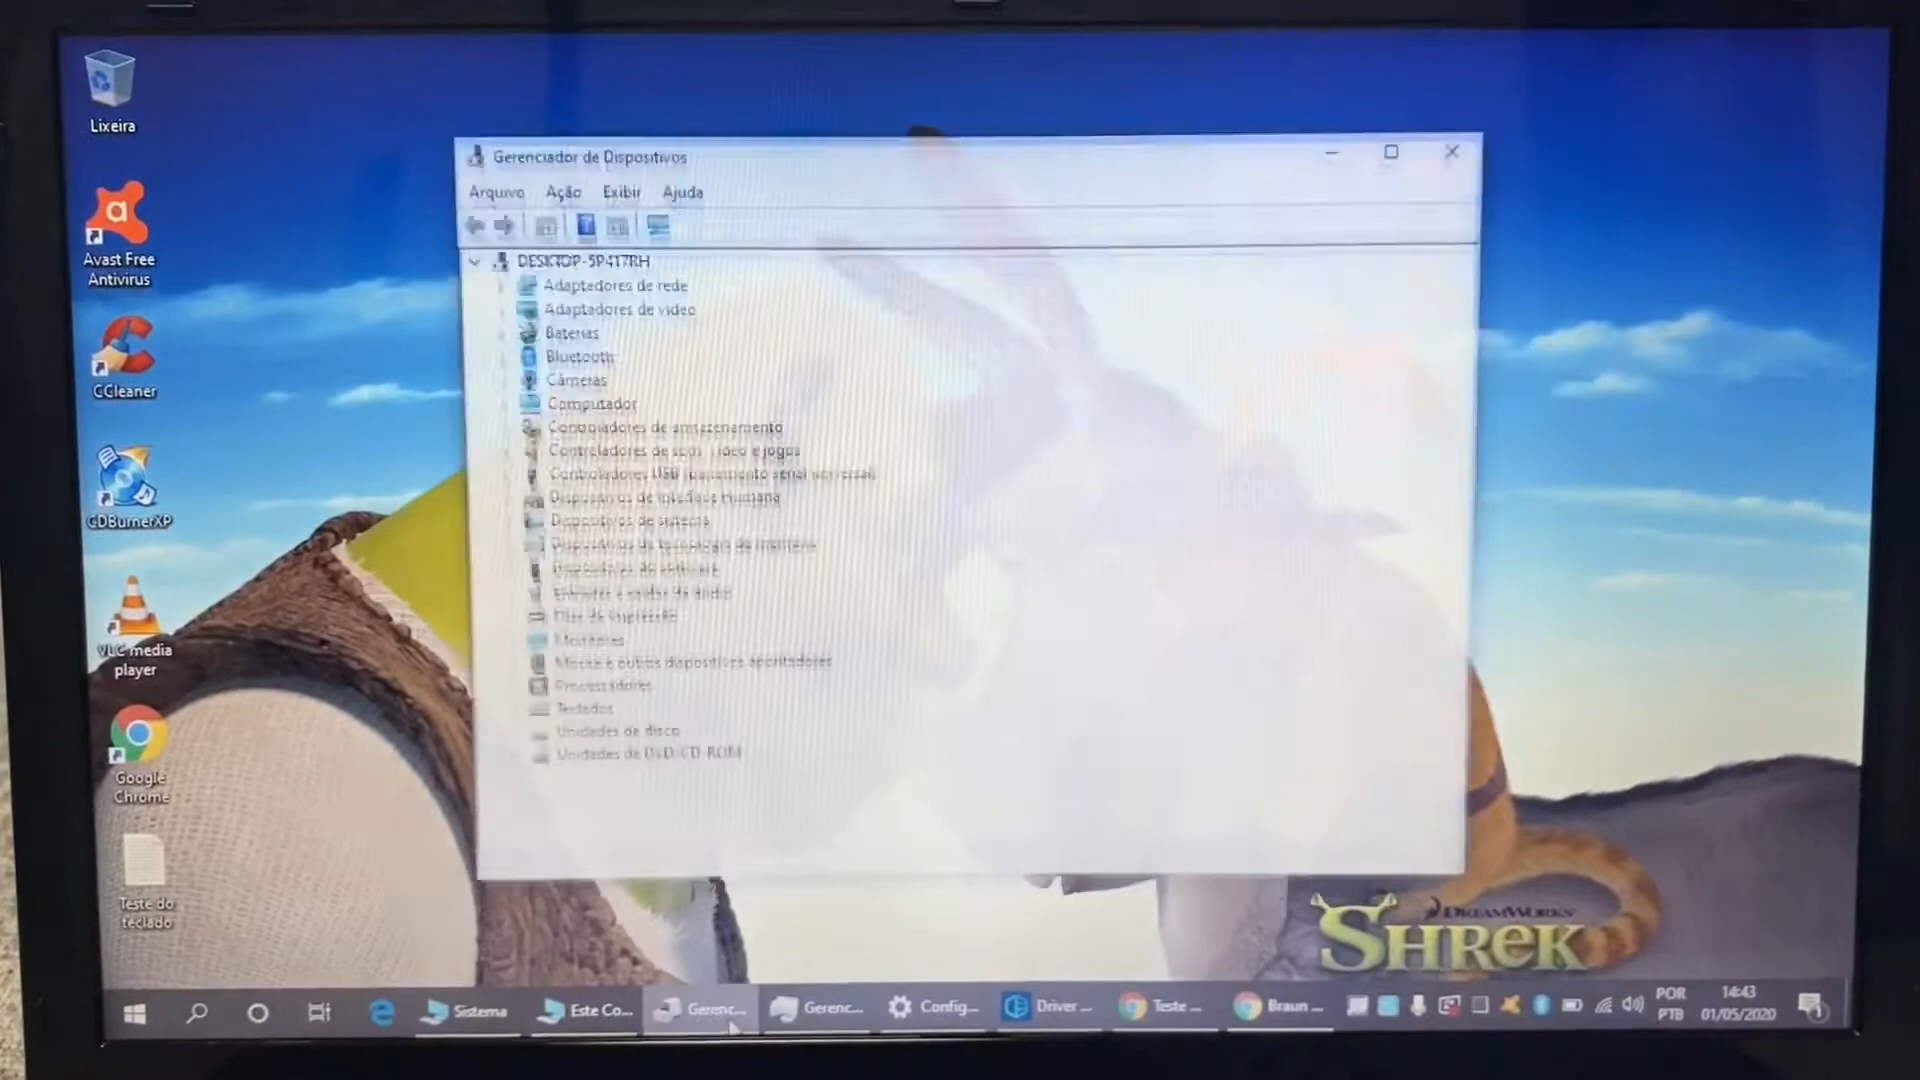 Lixeira
Avast Free
Antivirus
CCleaner
CDBurnerXP
VLC media
player
Google
Chrome
Teste do
teclado
Gerenciador de Dispositivos
Arquivo Ação Exibir Ajuda
DESKTOP-5P417RH
Adaptadores de rede
Adaptadores de vídeo
Baterias
Bluetooth
Câmeras
Computador
Controladores de armazenamento
Controladores de som, vídeo e jogos
Controladores USB (barramento serial universal)
Dispositivos de Interface Humana
Dispositivos de sistema
Dispositivos de tecnologia de memória
Dispositivos de software
Entradas e saídas de áudio
Filas de impressão
Monitores
Mouse e outros dispositivos apontadores
Processadores
Teclados
Unidades de disco
Unidades de DVD/CD-ROM
DREAMWORKS
SHREK
Sistema
Este Co...
Gerenc...
Gerenc...
Config...
Driver ...
Teste ...
Braun ...
POR
PTB
14:43
01/05/2020